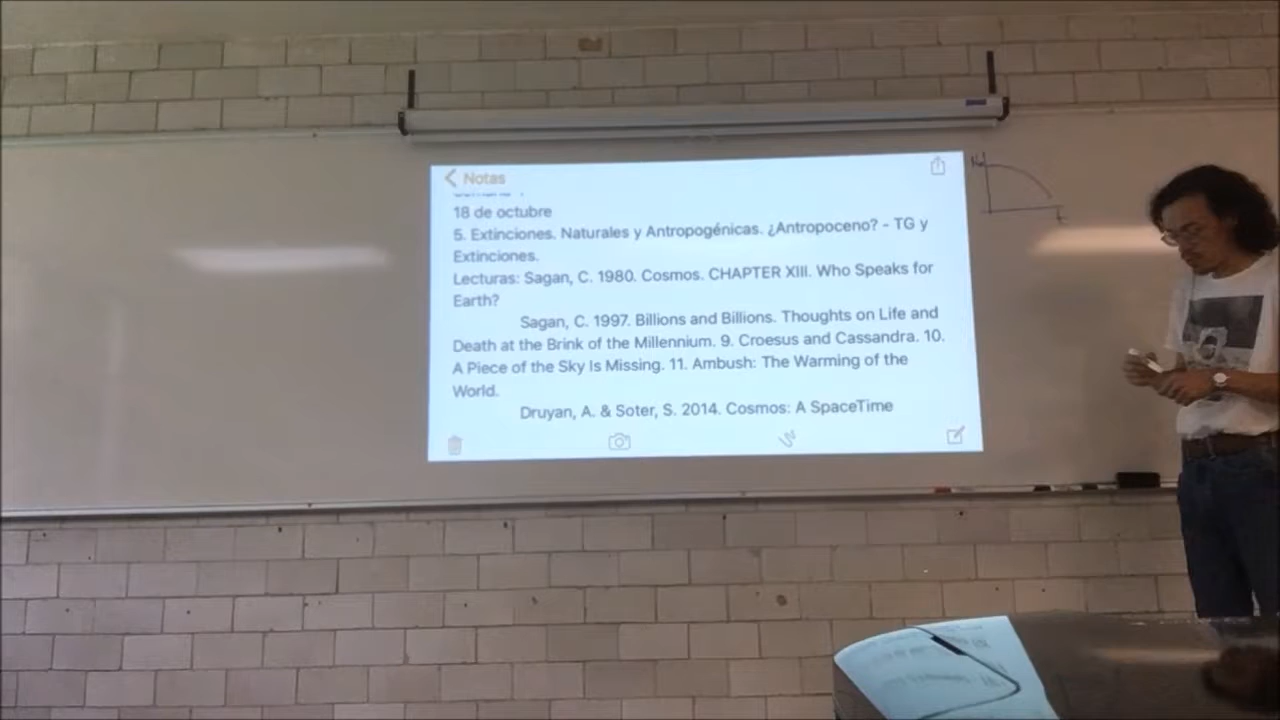 Notas
18 de octubre
5. Extinciones. Naturales y Antropogénicas. ¿Antropoceno? - TG y
Extinciones.
Lecturas: Sagan, C. 1980. Cosmos. CHAPTER XIII. Who Speaks for
Earth?
Sagan, C. 1997. Billions and Billions. Thoughts on Life and
Death at the Brink of the Millennium. 9. Croesus and Cassandra. 10.
A Piece of the Sky Is Missing. 11. Ambush: The Warming of the
World.
Druyan, A. & Soter, S. 2014. Cosmos: A SpaceTime